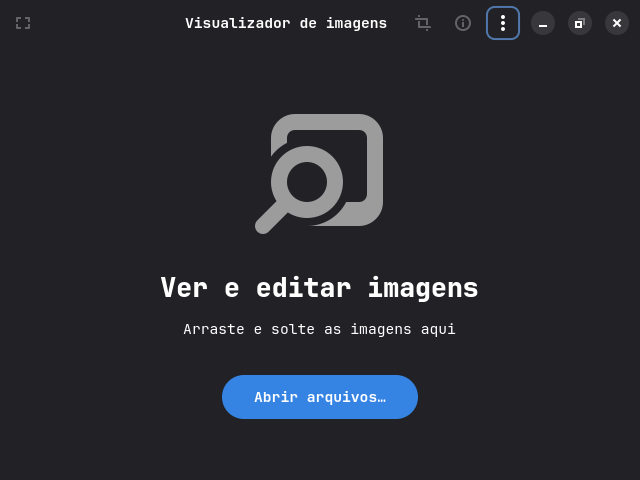 Visualizador de imagens
Ver e editar imagens
Arraste e solte as imagens aqui
Abrir arquivos…